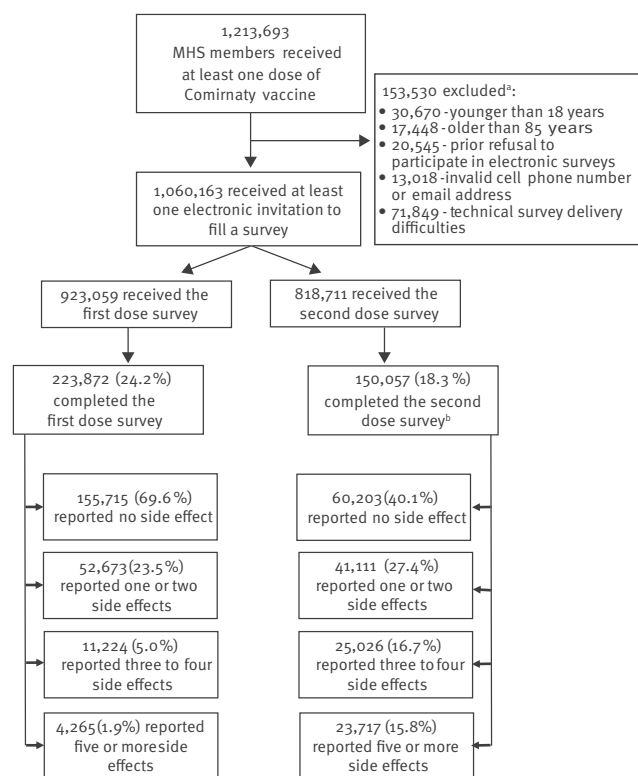 1,213,693
MHS members received
at least one dose of
Comirnaty vaccine
153,530 excludedᵃ:
• 30,670 - younger than 18 years
• 17,448 - older than 85 years
• 20,545 - prior refusal to
participate in electronic surveys
• 13,018 - invalid cell phone number
or email address
• 71,849 - technical survey delivery
difficulties
1,060,163 received at least
one electronic invitation to
fill a survey
923,059 received the
first dose survey
818,711 received the
second dose survey
223,872 (24.2%)
completed the
first dose survey
150,057 (18.3 %)
completed the second
dose surveyᵇ
155,715 (69.6%)
reported no side effect
60,203 (40.1%)
reported no side effect
52,673(23.5%)
reported one or two
side effects
41,111 (27.4%)
reported one or two
side effects
11,224 (5.0%)
reported three to four
side effects
25,026 (16.7%)
reported three to four
side effects
4,265(1.9%) reported
five or more side
effects
23,717 (15.8%)
reported five or more
side effects